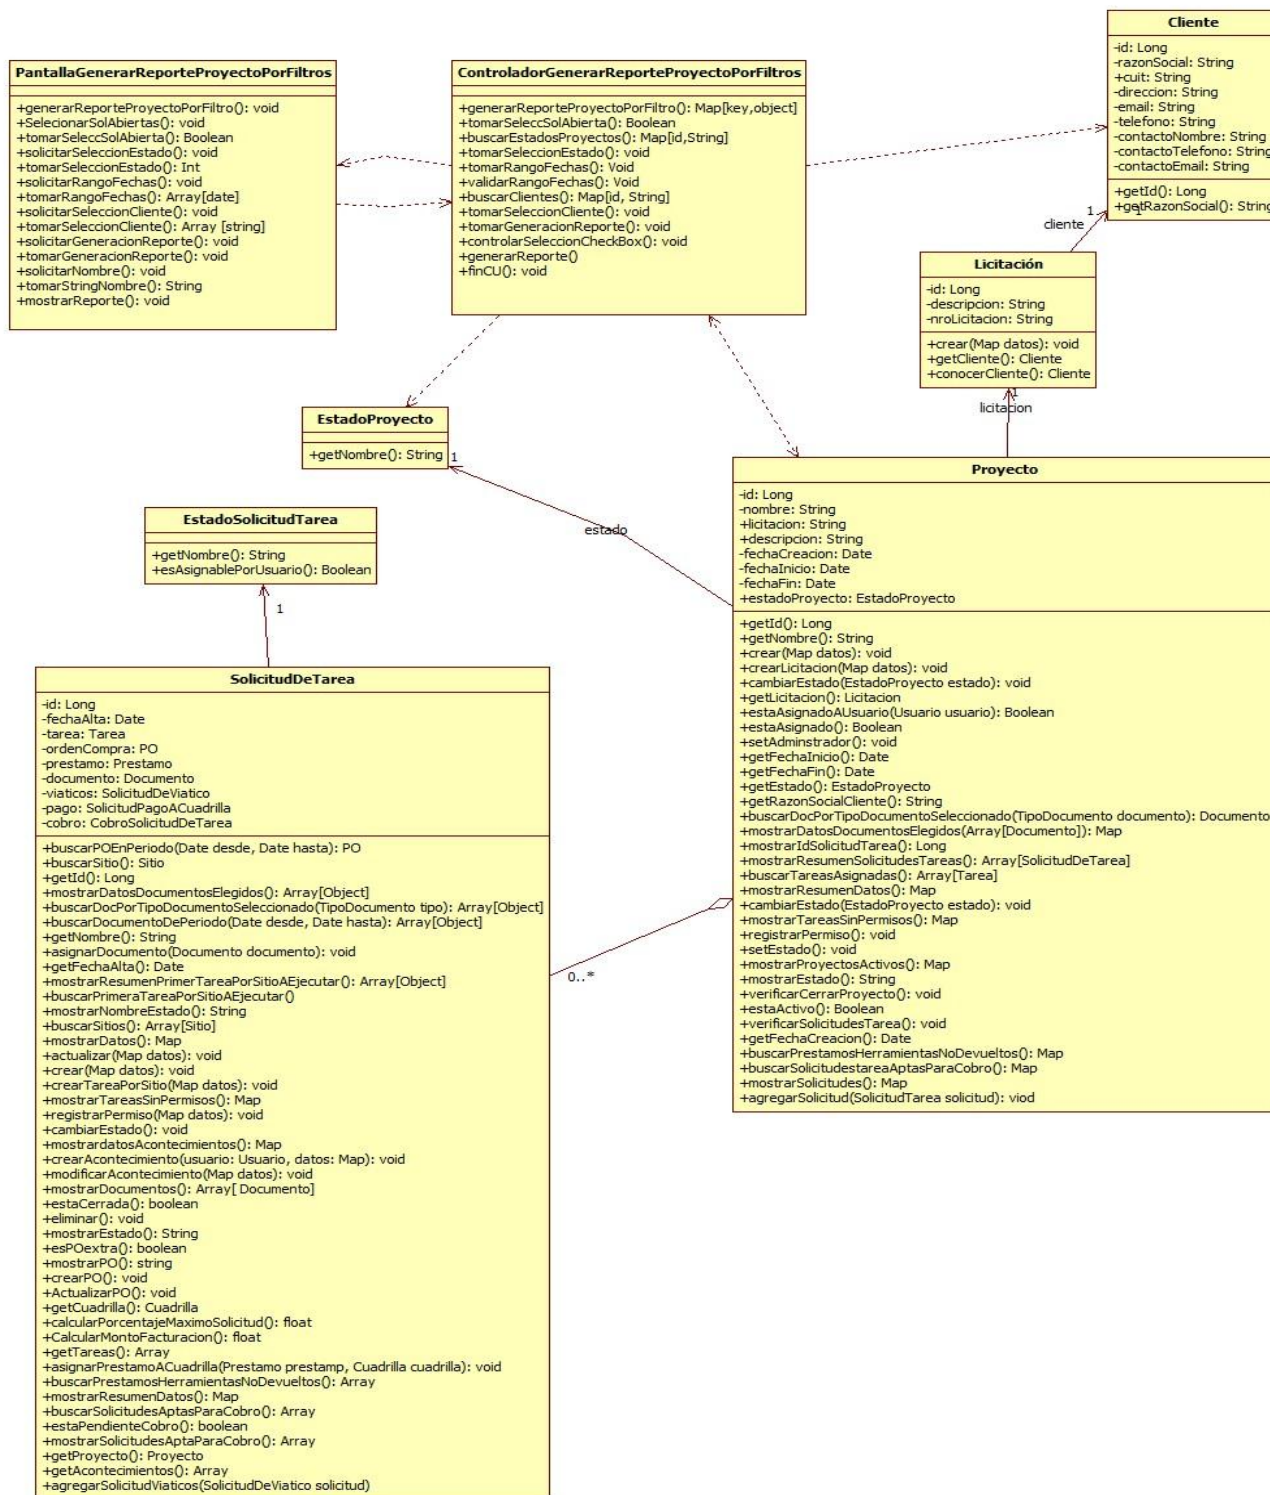 Cliente
-id: Long
-razonSocial: String
+cuit: String
-direccion: String
-email: String
-telefono: String
-contactoNombre: String
-contactoTelefono: String
-contactoEmail: String
+getId(): Long
+getRazonSocial(): String
PantallaGenerarReporteProyectoPorFiltros
+generarReporteProyectoPorFiltro(): void
+SelecionarSolAbiertas(): void
+tomarSeleccSolAbierta(): Boolean
+solicitarSeleccionEstado(): void
+tomarSeleccionEstado(): Int
+solicitarRangoFechas(): void
+tomarRangoFechas(): Array[date]
+solicitarSeleccionCliente(): void
+tomarSeleccionCliente(): Array [string]
+solicitarGeneracionReporte(): void
+tomarGeneracionReporte(): void
+solicitarNombre(): void
+tomarStringNombre(): String
+mostrarReporte(): void
ControladorGenerarReporteProyectoPorFiltros
+generarReporteProyectoPorFiltro(): Map[key,object]
+tomarSeleccSolAbierta(): Boolean
+buscarEstadosProyectos(): Map[id,String]
+tomarSeleccionEstado(): void
+tomarRangoFechas(): Void
+validarRangoFechas(): Void
+buscarClientes(): Map[id, String]
+tomarSeleccionCliente(): void
+tomarGeneracionReporte(): void
+controlarSeleccionCheckBox(): void
+generarReporte()
+finCU(): void
1
1
cliente
Licitación
-id: Long
-descripcion: String
-nroLicitacion: String
+crear(Map datos): void
+getCliente(): Cliente
+conocerCliente(): Cliente
1
licitacion
EstadoProyecto
+getNombre(): String
1
estado
EstadoSolicitudTarea
+getNombre(): String
+esAsignablePorUsuario(): Boolean
1
Proyecto
-id: Long
-nombre: String
+licitacion: String
+descripcion: String
-fechaCreacion: Date
-fechaInicio: Date
-fechaFin: Date
+estadoProyecto: EstadoProyecto
+getId(): Long
+getNombre(): String
+crear(Map datos): void
+crearLicitacion(Map datos): void
+cambiarEstado(EstadoProyecto estado): void
+getLicitacion(): Licitacion
+estaAsignadoAUsuario(Usuario usuario): Boolean
+estaAsignado(): Boolean
+setAdminstrador(): void
+getFechaInicio(): Date
+getFechaFin(): Date
+getEstado(): EstadoProyecto
+getRazonSocialCliente(): String
+buscarDocPorTipoDocumentoSeleccionado(TipoDocumento documento): Documento
+mostrarDatosDocumentosElegidos(Array[Documento]): Map
+mostrarIdSolicitudTarea(): Long
+mostrarResumenSolicitudesTareas(): Array[SolicitudDeTarea]
+buscarTareasAsignadas(): Array[Tarea]
+mostrarResumenDatos(): Map
+cambiarEstado(EstadoProyecto estado): void
+mostrarTareasSinPermisos(): Map
+registrarPermiso(): void
+setEstado(): void
+mostrarProyectosActivos(): Map
+mostrarEstado(): String
+verificarCerrarProyecto(): void
+estaActivo(): Boolean
+verificarSolicitudesTarea(): void
+getFechaCreacion(): Date
+buscarPrestamosHerramientasNoDevueltos(): Map
+buscarSolicitudestareaAptasParaCobro(): Map
+mostrarSolicitudes(): Map
+agregarSolicitud(SolicitudTarea solicitud): viod
0..*
SolicitudDeTarea
-id: Long
-fechaAlta: Date
-tarea: Tarea
-ordenCompra: PO
-prestamo: Prestamo
-documento: Documento
-viaticos: SolicitudDeViatico
-pago: SolicitudPagoACuadrilla
-cobro: CobroSolicitudDeTarea
+buscarPOEnPeriodo(Date desde, Date hasta): PO
+buscarSitio(): Sitio
+getId(): Long
+mostrarDatosDocumentosElegidos(): Array[Object]
+buscarDocPorTipoDocumentoSeleccionado(TipoDocumento tipo): Array[Object]
+buscarDocumentoDePeriodo(Date desde, Date hasta): Array[Object]
+getNombre(): String
+asignarDocumento(Documento documento): void
+getFechaAlta(): Date
+mostrarResumenPrimerTareaPorSitioAEjecutar(): Array[Object]
+buscarPrimeraTareaPorSitioAEjecutar()
+mostrarNombreEstado(): String
+buscarSitios(): Array[Sitio]
+mostrarDatos(): Map
+actualizar(Map datos): void
+crear(Map datos): void
+crearTareaPorSitio(Map datos): void
+mostrarTareasSinPermisos(): Map
+registrarPermiso(Map datos): void
+cambiarEstado(): void
+mostrardatosAcontecimientos(): Map
+crearAcontecimiento(usuario: Usuario, datos: Map): void
+modificarAcontecimiento(Map datos): void
+mostrarDocumentos(): Array[ Documento]
+estaCerrada(): boolean
+eliminar(): void
+mostrarEstado(): String
+esPOextra(): boolean
+mostrarPO(): string
+crearPO(): void
+ActualizarPO(): void
+getCuadrilla(): Cuadrilla
+calcularPorcentajeMaximoSolicitud(): float
+CalcularMontoFacturacion(): float
+getTareas(): Array
+asignarPrestamoACuadrilla(Prestamo prestamp, Cuadrilla cuadrilla): void
+buscarPrestamosHerramientasNoDevueltos(): Array
+mostrarResumenDatos(): Map
+buscarSolicitudesAptasParaCobro(): Array
+estaPendienteCobro(): boolean
+mostrarSolicitudesAptaParaCobro(): Array
+getProyecto(): Proyecto
+getAcontecimientos(): Array
+agregarSolicitudViaticos(SolicitudDeViatico solicitud)